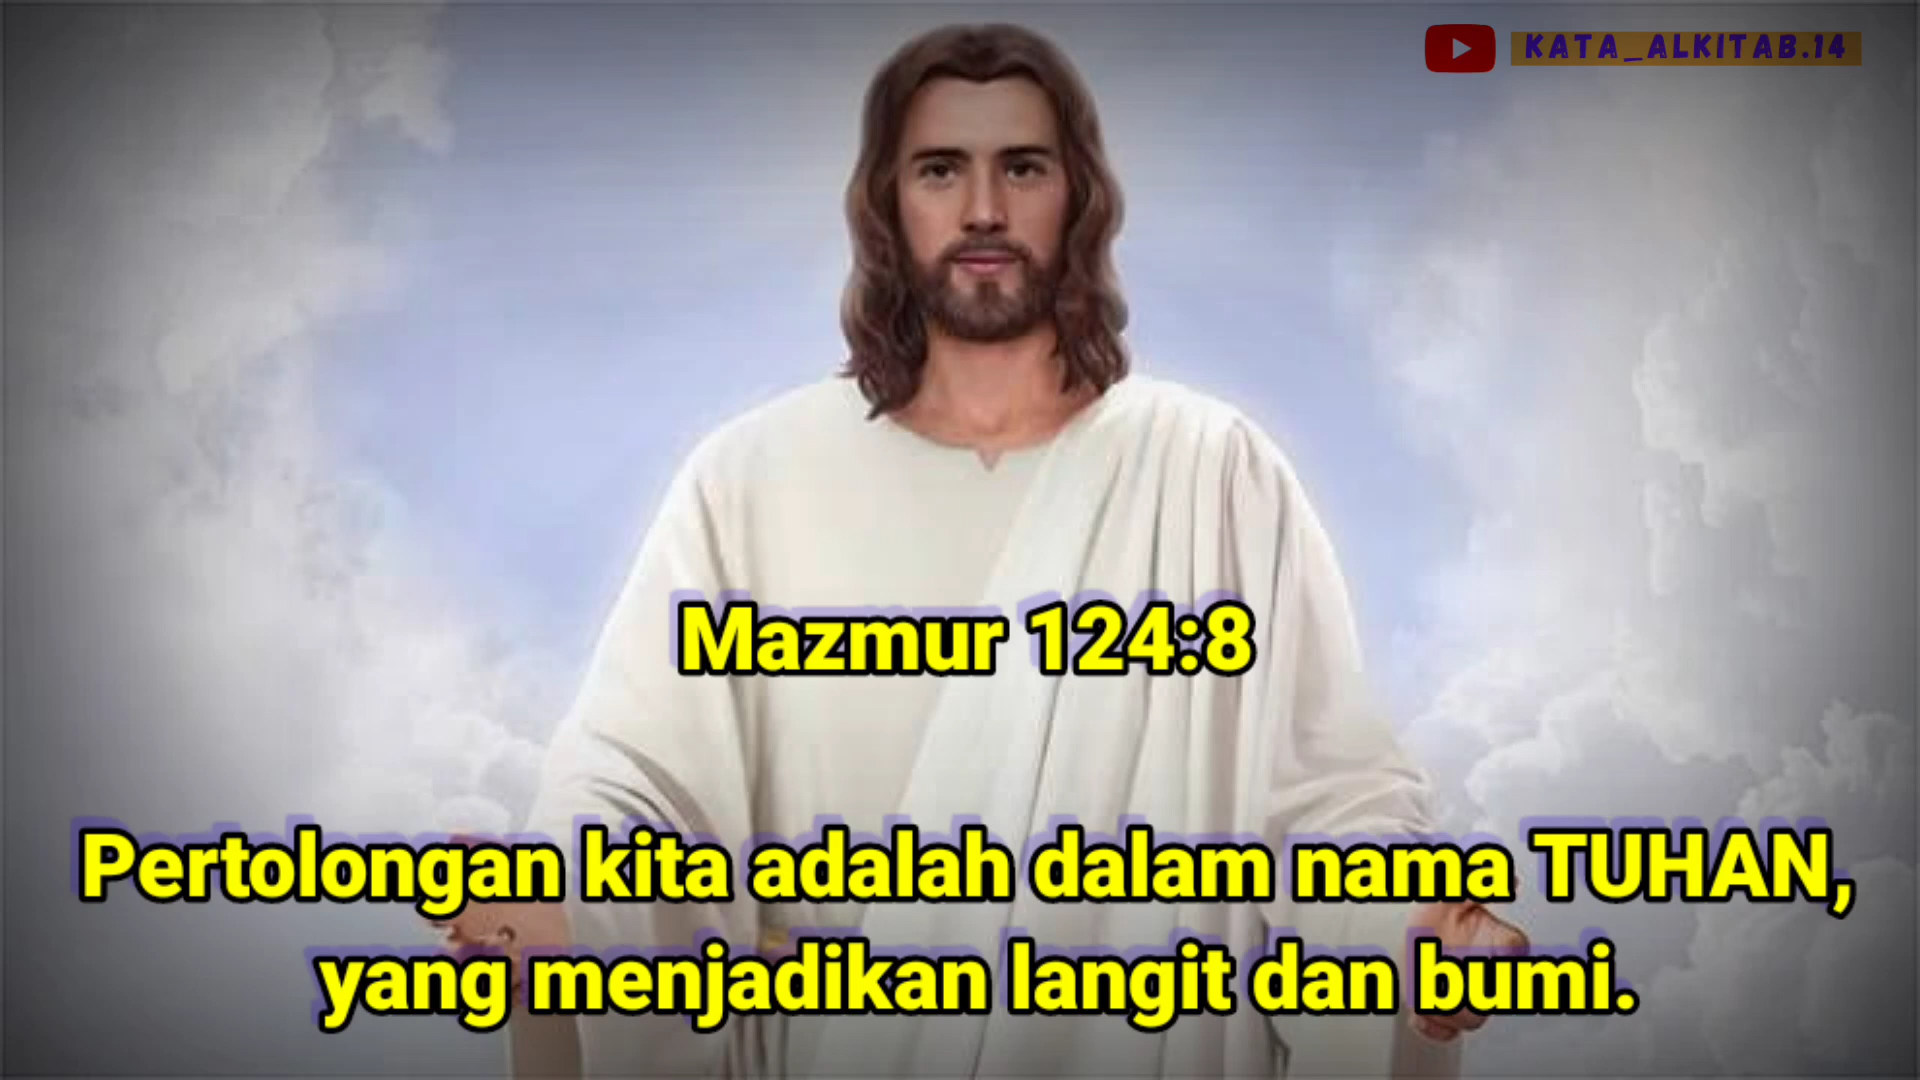 KATA_ALKITAB.14
Mazmur 124:8
Pertolongan kita adalah dalam nama TUHAN,
yang menjadikan langit dan bumi.